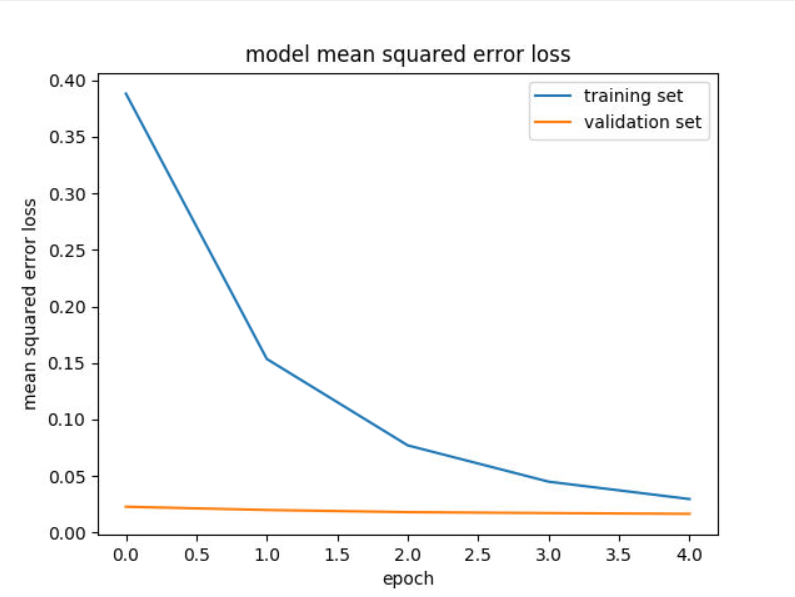 model mean squared error loss
training set
validation set
0.40
0.35
0.30
0.25
0.20
0.15
0.10
0.05
0.00
mean squared error loss
0.0 0.5 1.0 1.5 2.0 2.5 3.0 3.5 4.0
epoch